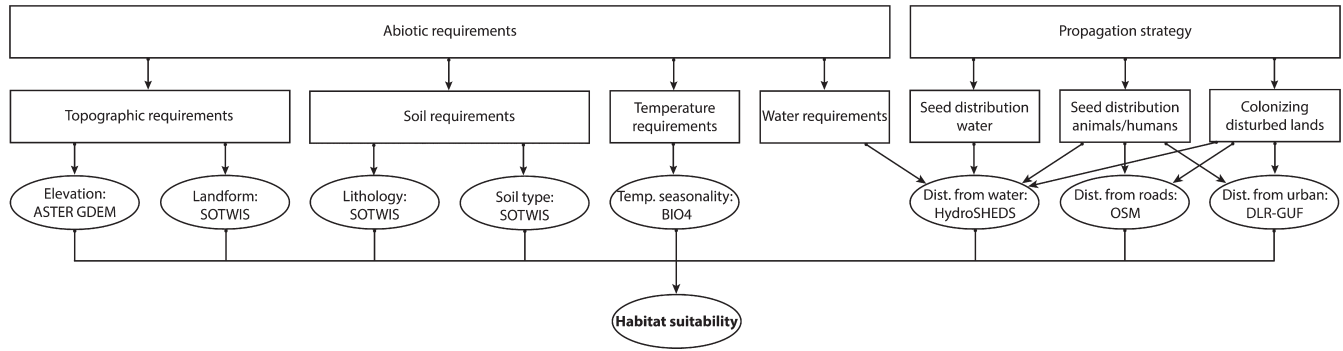 Abiotic requirements
Propagation strategy
Topographic requirements
Soil requirements
Temperature
requirements
Water requirements
Seed distribution
water
Seed distribution
animals/humans
Colonizing
disturbed lands
Elevation:
ASTER GDEM
Landform:
SOTWIS
Lithology:
SOTWIS
Soil type:
SOTWIS
Temp. seasonality:
BIO4
Dist. from water:
HydroSHEDS
Dist. from roads:
OSM
Dist. from urban:
DLR-GUF
Habitat suitability